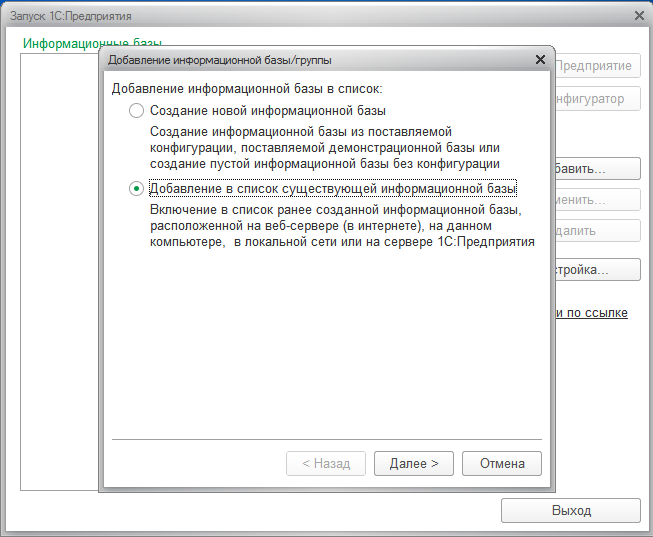 Запуск 1С:Предприятия
Информационные базы
Предприятие
нфигуратор
бавить...
менить...
далить
стройка...
и по ссылке
Выход
Добавление информационной базы/группы
Добавление информационной базы в список:
Создание новой информационной базы
Создание информационной базы из поставляемой
конфигурации, поставляемой демонстрационной базы или
создание пустой информационной базы без конфигурации
Добавление в список существующей информационной базы
Включение в список ранее созданной информационной базы,
расположенной на веб-сервере (в интернете), на данном
компьютере,  в локальной сети или на сервере 1С:Предприятия
< Назад
Далее >
Отмена